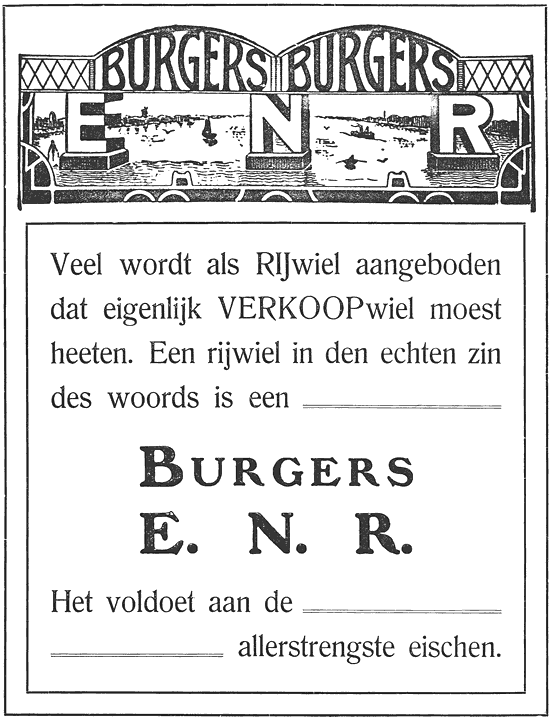 BURGERS BURGERS
E N R
Veel wordt als RIJwiel aangeboden
dat eigenlijk VERKOOPwiel moest
heeten. Een rijwiel in den echten zin
des woords is een
BURGERS
E. N. R.
Het voldoet aan de
allerstrengste eischen.